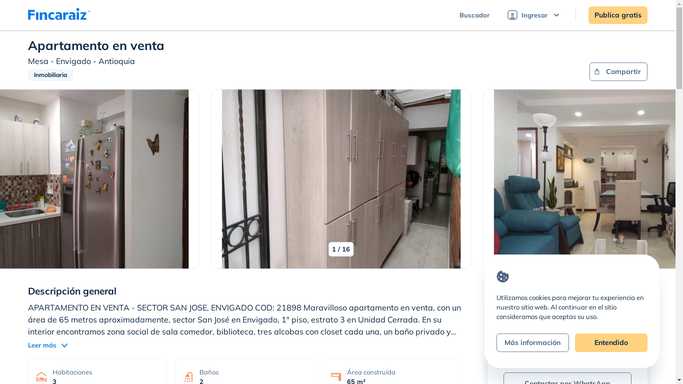 Fincaraiz
Buscador
Ingresar
Publica gratis
Apartamento en venta
Mesa - Envigado - Antioquia
Inmobiliaria
Compartir
1 / 16
Descripción general
APARTAMENTO EN VENTA - SECTOR SAN JOSE, ENVIGADO COD: 21898 Maravilloso apartamento en venta, con un
área de 65 metros aproximadamente, sector San José en Envigado, 1° piso, estrato 3 en Unidad Cerrada. En su
interior encontramos zona social de sala comedor, biblioteca, tres alcobas con closet cada una, un baño privado y...
Leer más
Habitaciones
3
Baños
2
Área construida
65 m²
Utilizamos cookies para mejorar tu experiencia en
nuestro sitio web. Al continuar en el sitio
consideramos que aceptas su uso.
Más información
Entendido
Contactar por WhatsApp